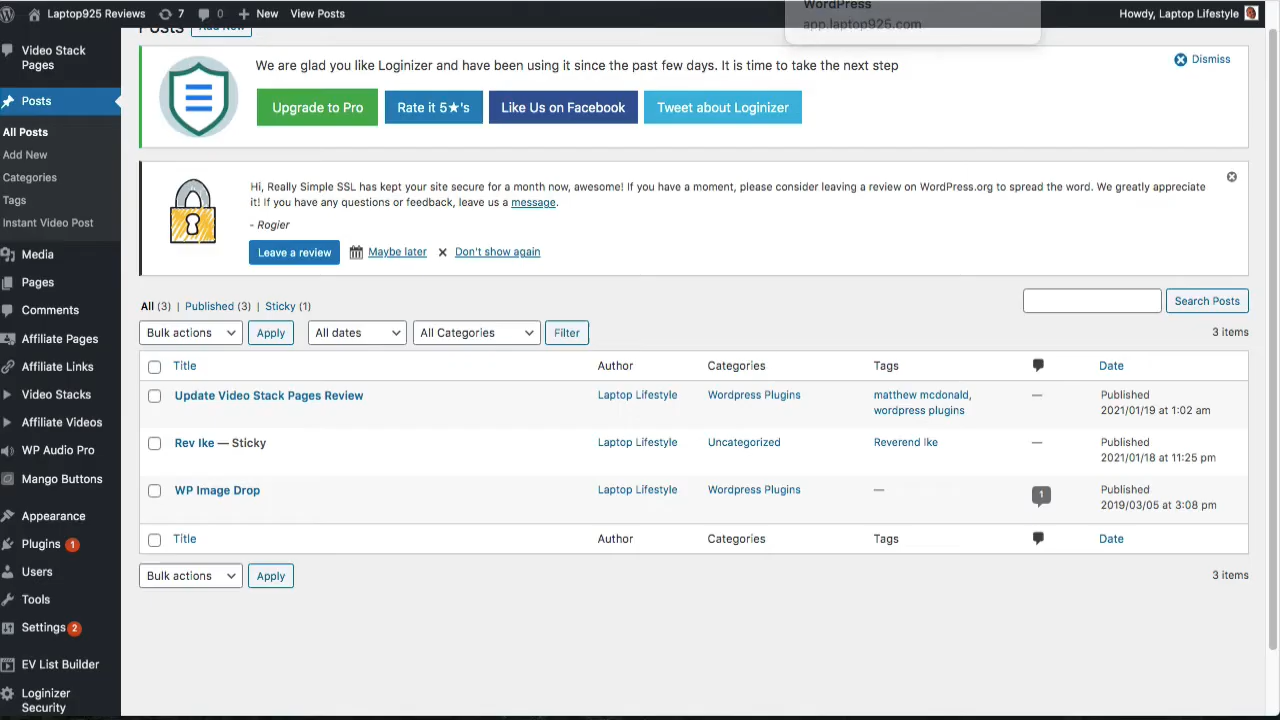 Laptop925 Reviews 7 0 New View Posts
WordPress
app.laptop925.com
Howdy, Laptop Lifestyle
Video Stack
Pages
Posts
All Posts
Add New
Categories
Tags
Instant Video Post
Media
Pages
Comments
Affiliate Pages
Affiliate Links
Video Stacks
Affiliate Videos
WP Audio Pro
Mango Buttons
Appearance
Plugins 1
Users
Tools
Settings 2
EV List Builder
Loginizer
Security
Posts Add New
We are glad you like Loginizer and have been using it since the past few days. It is time to take the next step
Dismiss
Upgrade to Pro Rate it 5★'s Like Us on Facebook Tweet about Loginizer
Hi, Really Simple SSL has kept your site secure for a month now, awesome! If you have a moment, please consider leaving a review on WordPress.org to spread the word. We greatly appreciate
it! If you have any questions or feedback, leave us a message.
- Rogier
Leave a review Maybe later Don't show again
All (3) | Published (3) | Sticky (1)
Search Posts
Bulk actions Apply All dates All Categories Filter
3 items
Title Author Categories Tags Date
Update Video Stack Pages Review Laptop Lifestyle Wordpress Plugins matthew mcdonald, — Published
wordpress plugins 2021/01/19 at 1:02 am
Rev Ike — Sticky Laptop Lifestyle Uncategorized Reverend Ike — Published
2021/01/18 at 11:25 pm
WP Image Drop Laptop Lifestyle Wordpress Plugins — 1 Published
2019/03/05 at 3:08 pm
Title Author Categories Tags Date
Bulk actions Apply
3 items